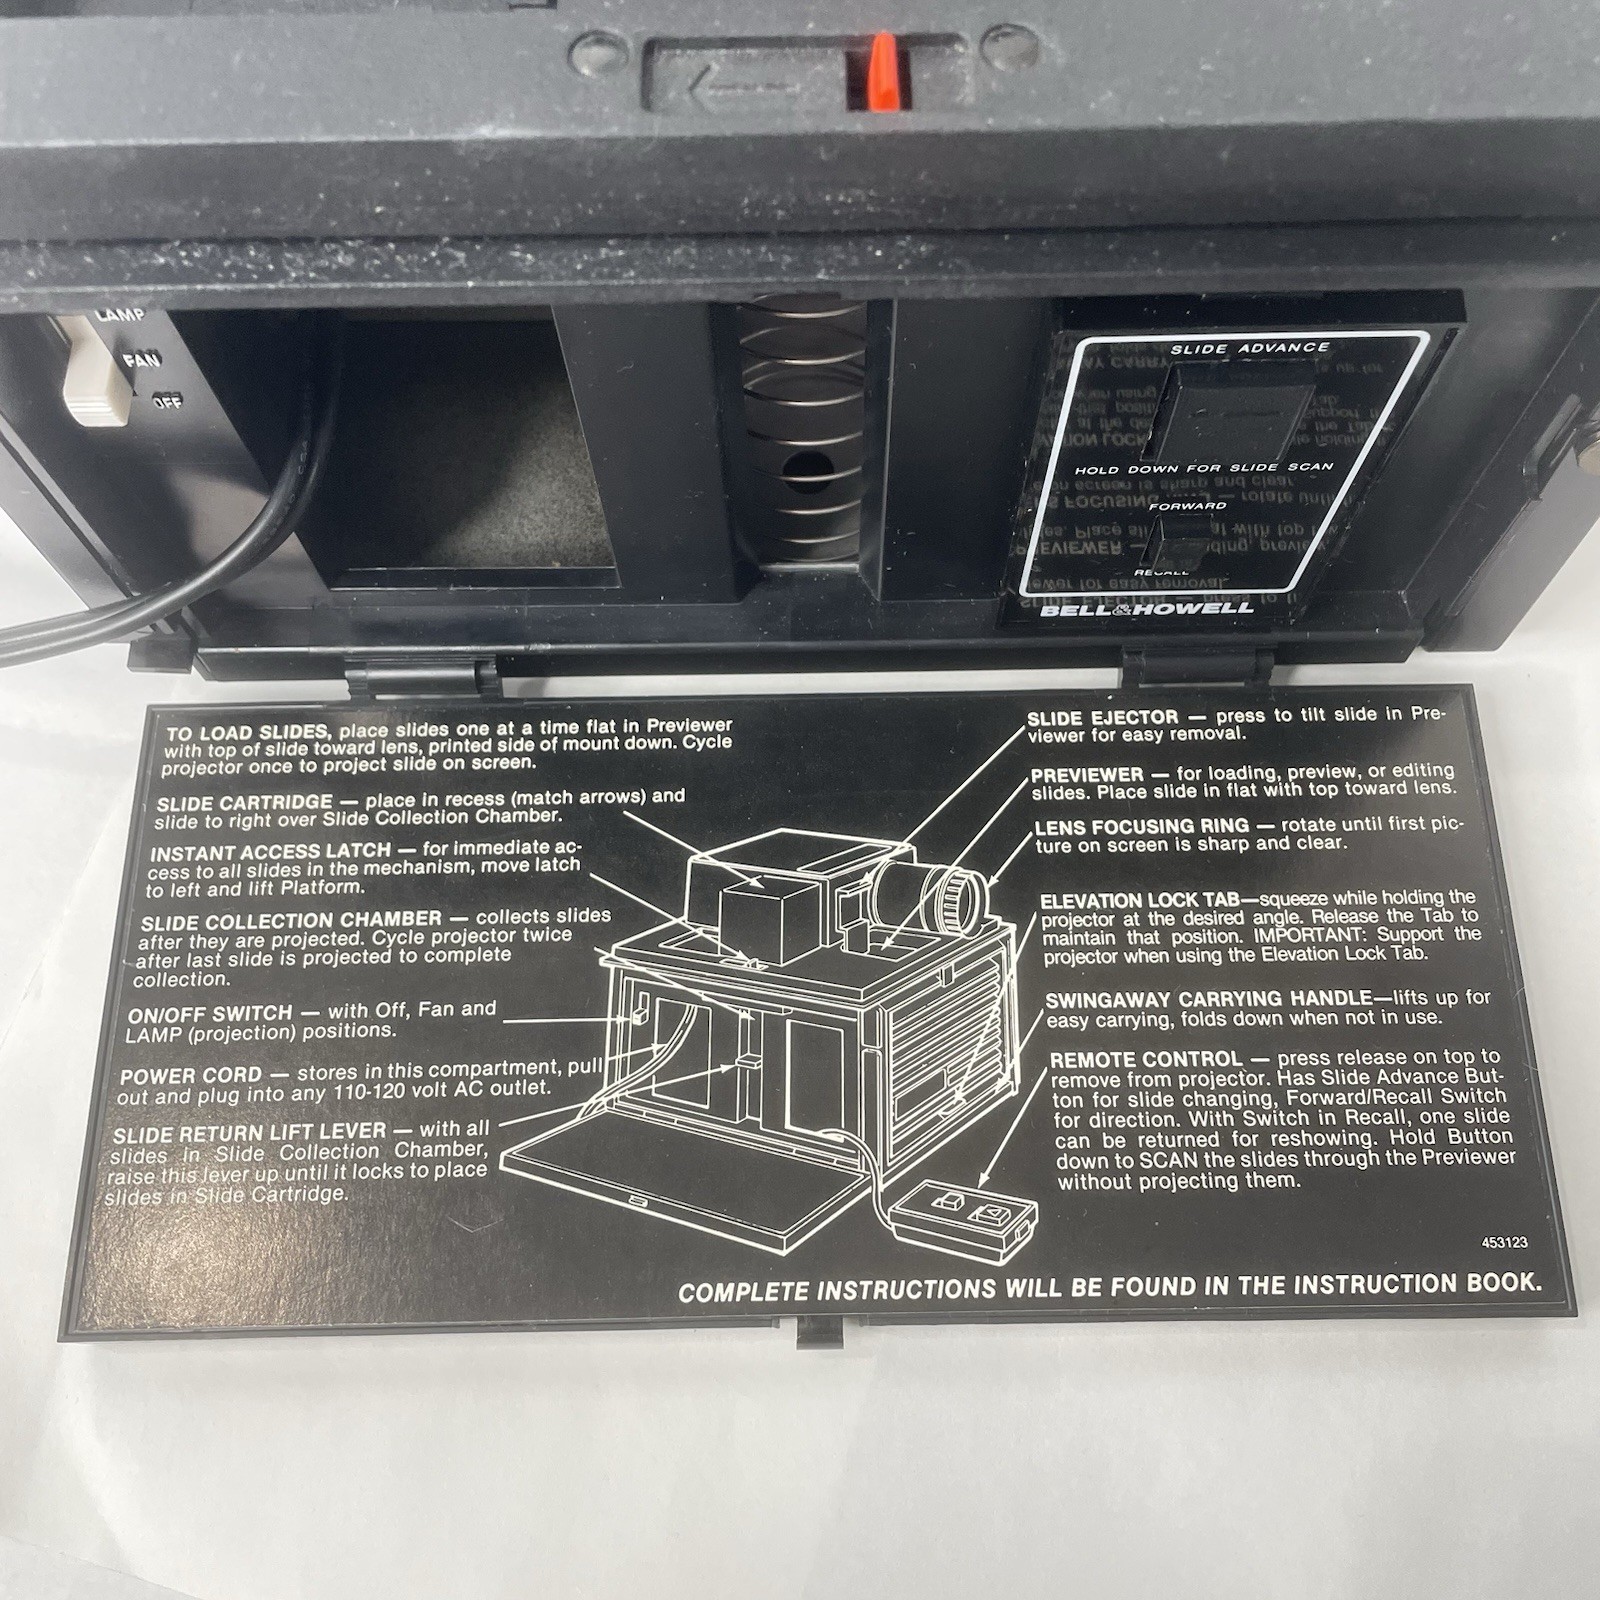 LAMP
FAN
OFF
SLIDE ADVANCE
HOLD DOWN FOR SLIDE SCAN
FORWARD
RECALL
BELL&HOWELL
TO LOAD SLIDES, place slides one at a time flat in Previewer
with top of slide toward lens, printed side of mount down. Cycle
projector once to project slide on screen.
SLIDE CARTRIDGE — place in recess (match arrows) and
slide to right over Slide Collection Chamber.
INSTANT ACCESS LATCH — for immediate ac-
cess to all slides in the mechanism, move latch
to left and lift Platform.
SLIDE COLLECTION CHAMBER — collects slides
after they are projected. Cycle projector twice
after last slide is projected to complete
collection.
ON/OFF SWITCH — with Off, Fan and
LAMP (projection) positions.
POWER CORD — stores in this compartment, pull
out and plug into any 110-120 volt AC outlet.
SLIDE RETURN LIFT LEVER — with all
slides in Slide Collection Chamber,
raise this lever up until it locks to place
slides in Slide Cartridge.
SLIDE EJECTOR — press to tilt slide in Pre-
viewer for easy removal.
PREVIEWER — for loading, preview, or editing
slides. Place slide in flat with top toward lens.
LENS FOCUSING RING — rotate until first pic-
ture on screen is sharp and clear.
ELEVATION LOCK TAB—squeeze while holding the
projector at the desired angle. Release the Tab to
maintain that position. IMPORTANT: Support the
projector when using the Elevation Lock Tab.
SWINGAWAY CARRYING HANDLE—lifts up for
easy carrying, folds down when not in use.
REMOTE CONTROL — press release on top to
remove from projector. Has Slide Advance But-
ton for slide changing, Forward/Recall Switch
for direction. With Switch in Recall, one slide
can be returned for reshowing. Hold Button
down to SCAN the slides through the Previewer
without projecting them.
453123
COMPLETE INSTRUCTIONS WILL BE FOUND IN THE INSTRUCTION BOOK.